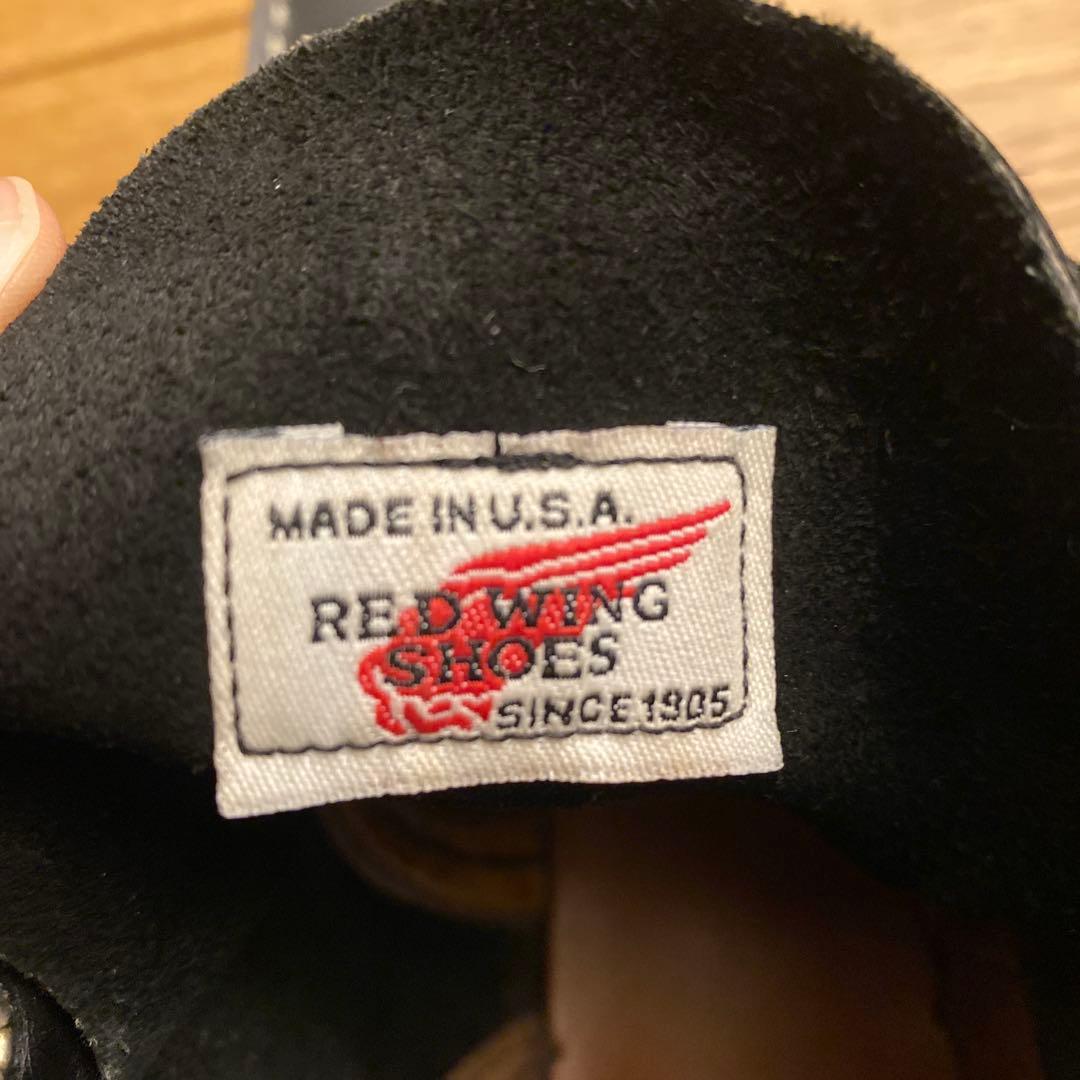 MADE IN U.S.A.
RED WING
SHOES
SINCE 1905